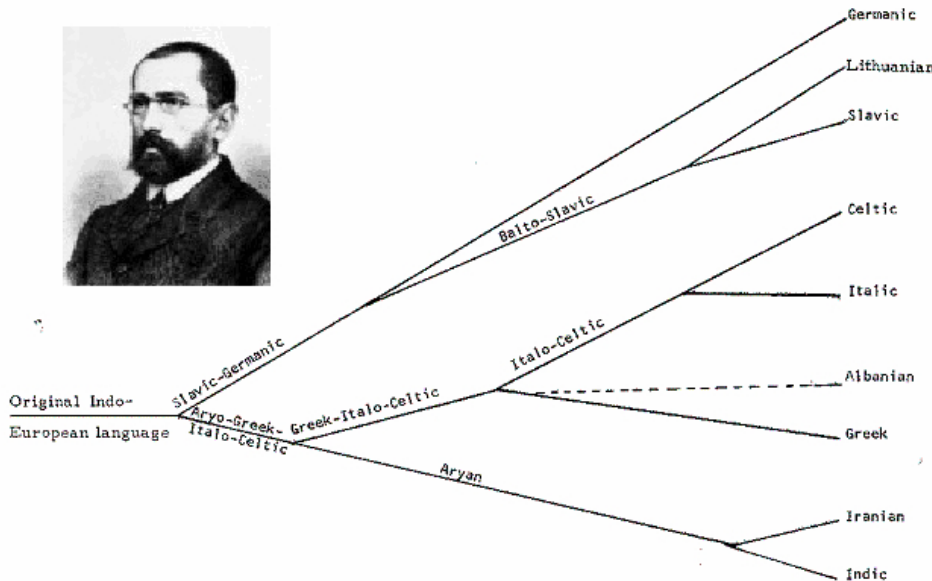 Germanic
Lithuanian
Slavic
Balto-Slavic
Celtic
Italic
Italo-Celtic
Slavic-Germanic
Albanian
Original Indo-
European language
Aryo-Greek-
Italo-Celtic
Greek-Italo-Celtic
Greek
Aryan
Iranian
Indic